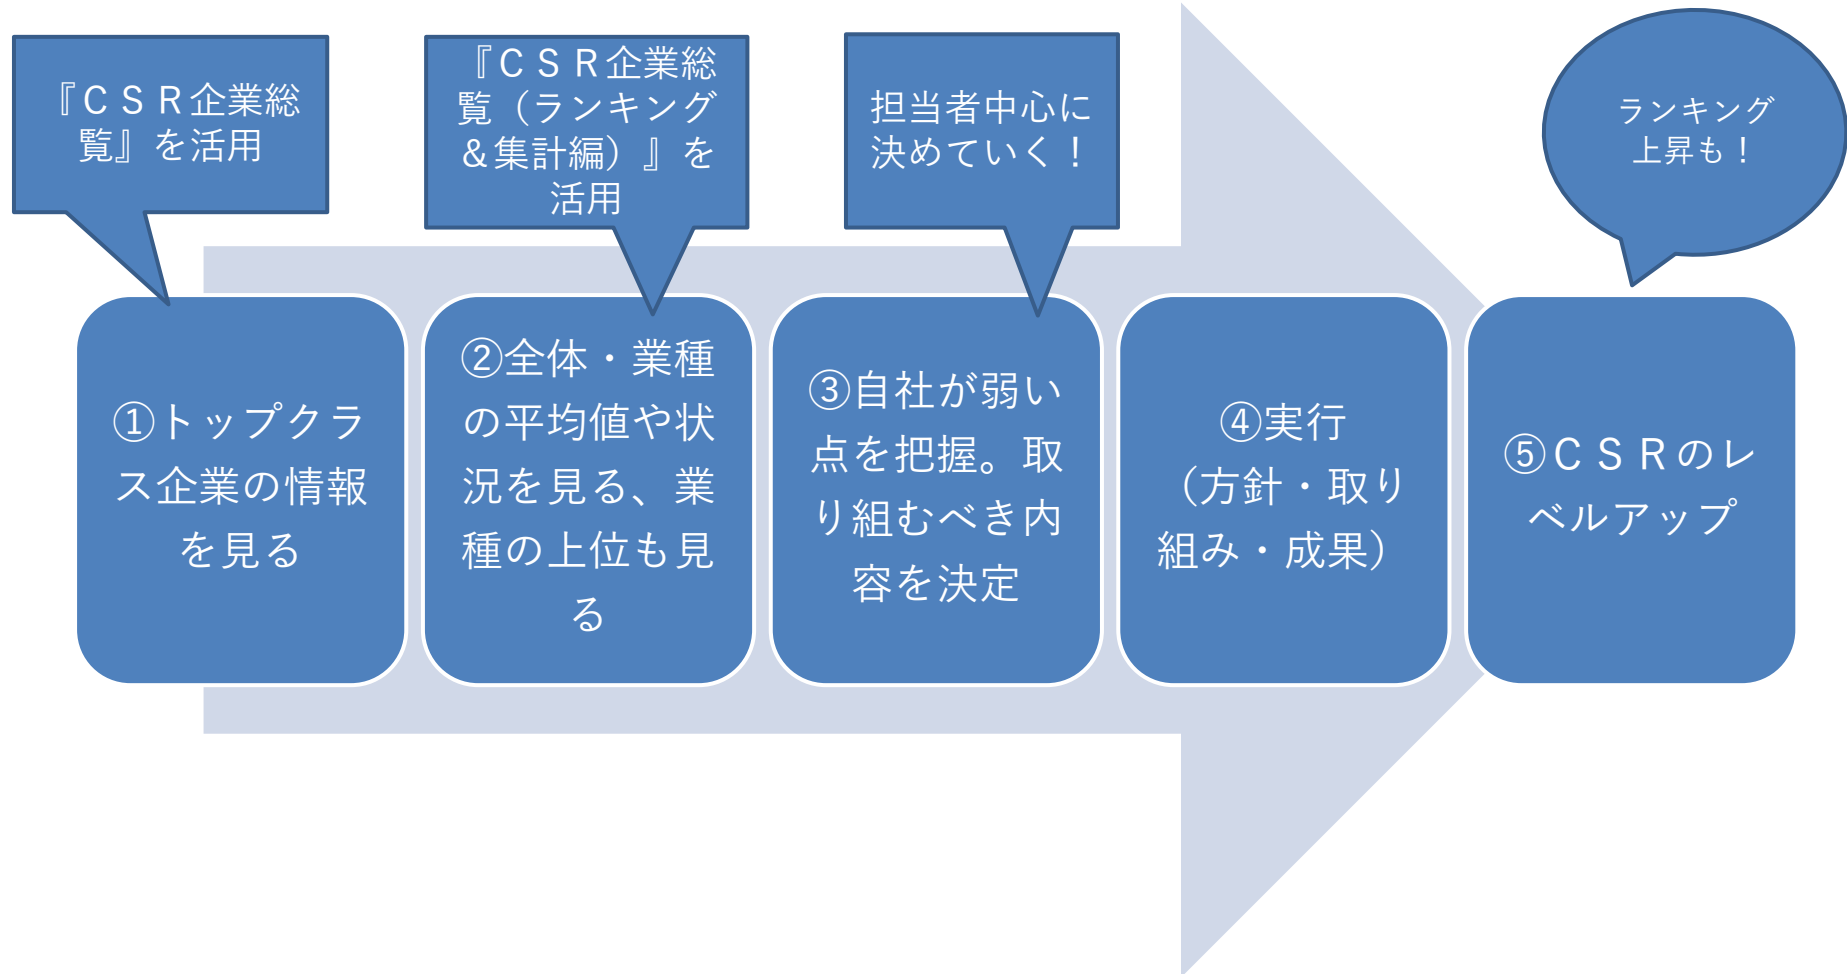 『ＣＳＲ企業総
覧』を活用
『ＣＳＲ企業総
覧（ランキング
＆集計編）』を
活用
担当者中心に
決めていく！
ランキング
上昇も！
①トップクラ
ス企業の情報
を見る
②全体・業種
の平均値や状
況を見る、業
種の上位も見
る
③自社が弱い
点を把握。取
り組むべき内
容を決定
④実行
（方針・取り
組み・成果）
⑤ＣＳＲのレ
ベルアップ